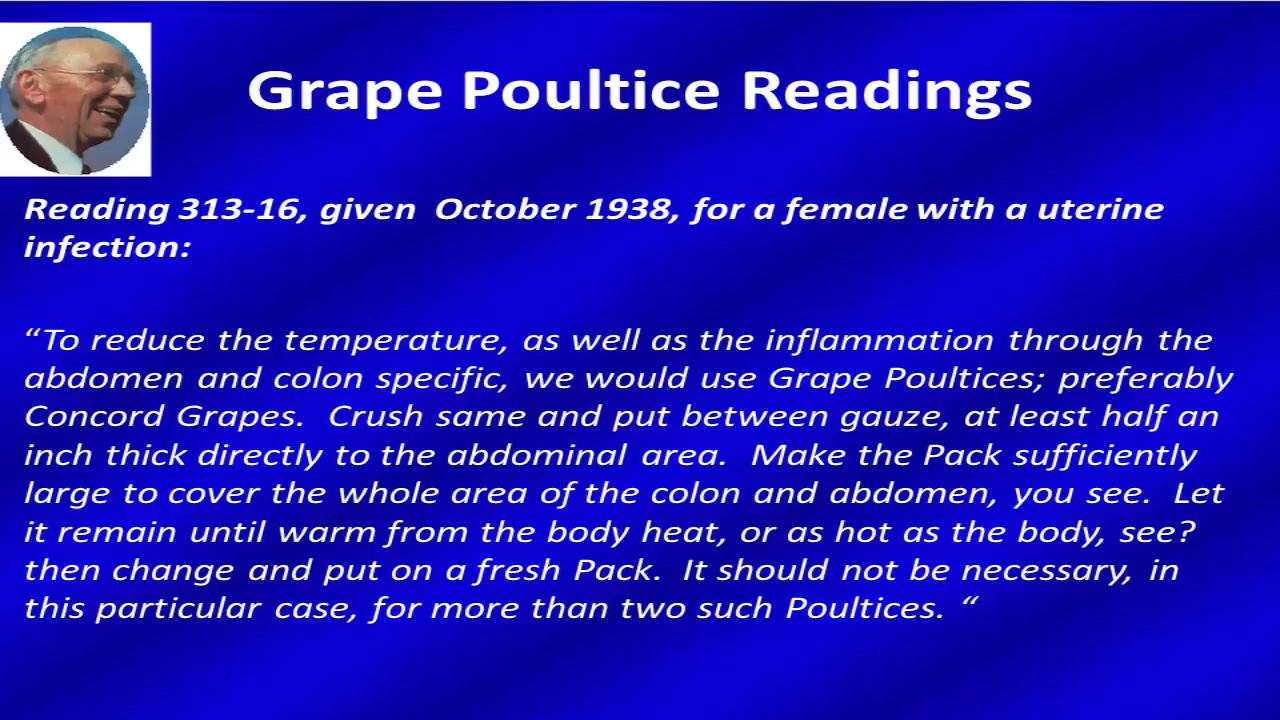 Grape Poultice Readings
Reading 313-16, given  October 1938, for a female with a uterine
infection:
“To reduce the temperature, as well as the inflammation through the
abdomen and colon specific, we would use Grape Poultices; preferably
Concord Grapes.  Crush same and put between gauze, at least half an
inch thick directly to the abdominal area.  Make the Pack sufficiently
large to cover the whole area of the colon and abdomen, you see.  Let
it remain until warm from the body heat, or as hot as the body, see?
then change and put on a fresh Pack.  It should not be necessary, in
this particular case, for more than two such Poultices. “